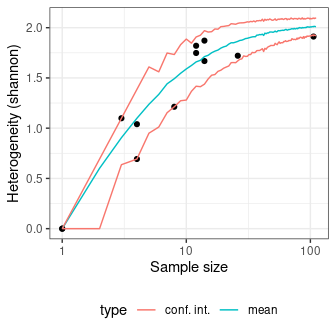 Heterogeneity (shannon)
2.0
1.5
1.0
0.5
0.0
1
10
100
Sample size
type
conf. int.
mean